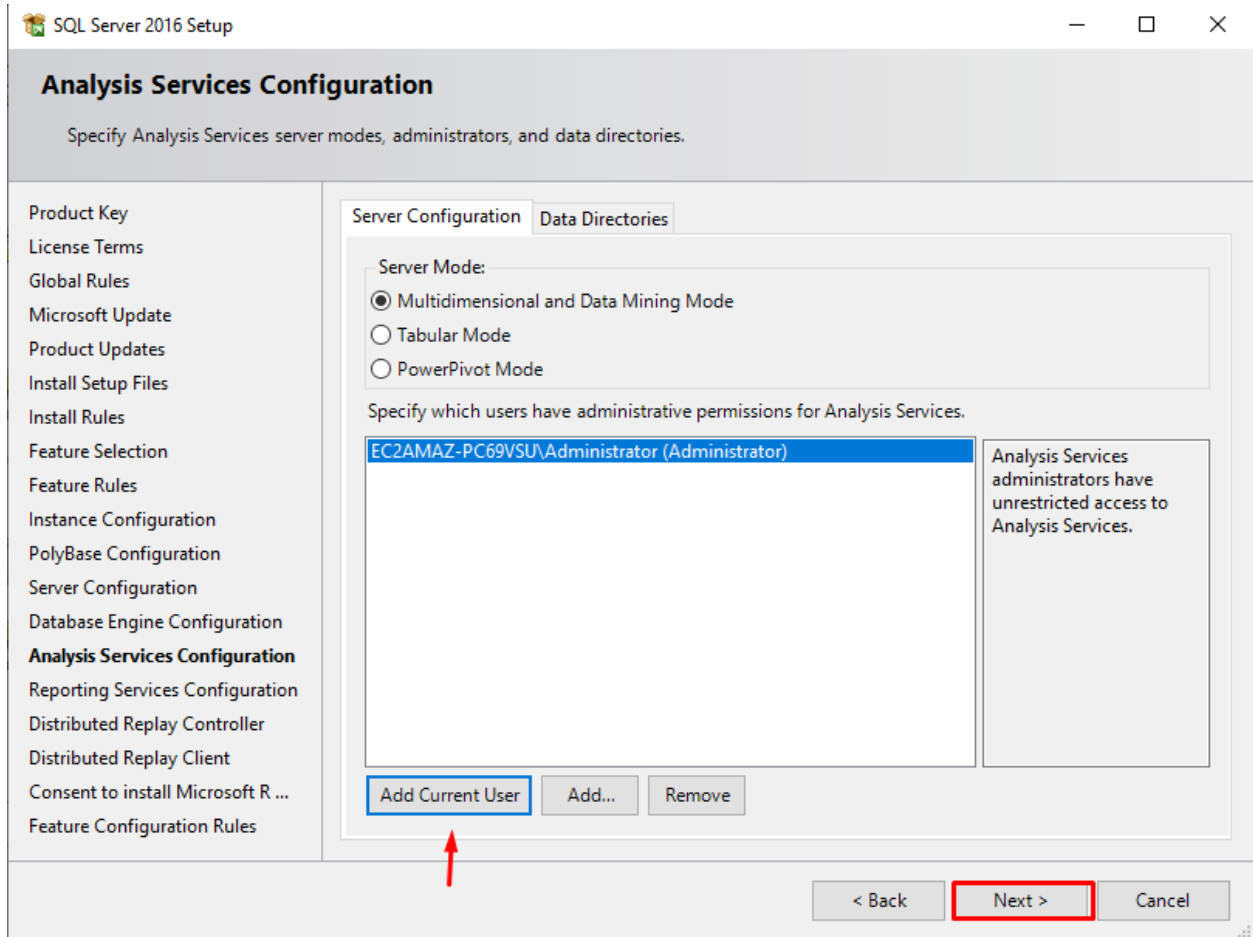 SQL Server 2016 Setup
Analysis Services Configuration
Specify Analysis Services server modes, administrators, and data directories.
Product Key
License Terms
Global Rules
Microsoft Update
Product Updates
Install Setup Files
Install Rules
Feature Selection
Feature Rules
Instance Configuration
PolyBase Configuration
Server Configuration
Database Engine Configuration
Analysis Services Configuration
Reporting Services Configuration
Distributed Replay Controller
Distributed Replay Client
Consent to install Microsoft R ...
Feature Configuration Rules
Server Configuration
Data Directories
Server Mode:
Multidimensional and Data Mining Mode
Tabular Mode
PowerPivot Mode
Specify which users have administrative permissions for Analysis Services.
EC2AMAZ-PC69VSU\Administrator (Administrator)
Analysis Services
administrators have
unrestricted access to
Analysis Services.
Add Current User
Add...
Remove
< Back
Next >
Cancel